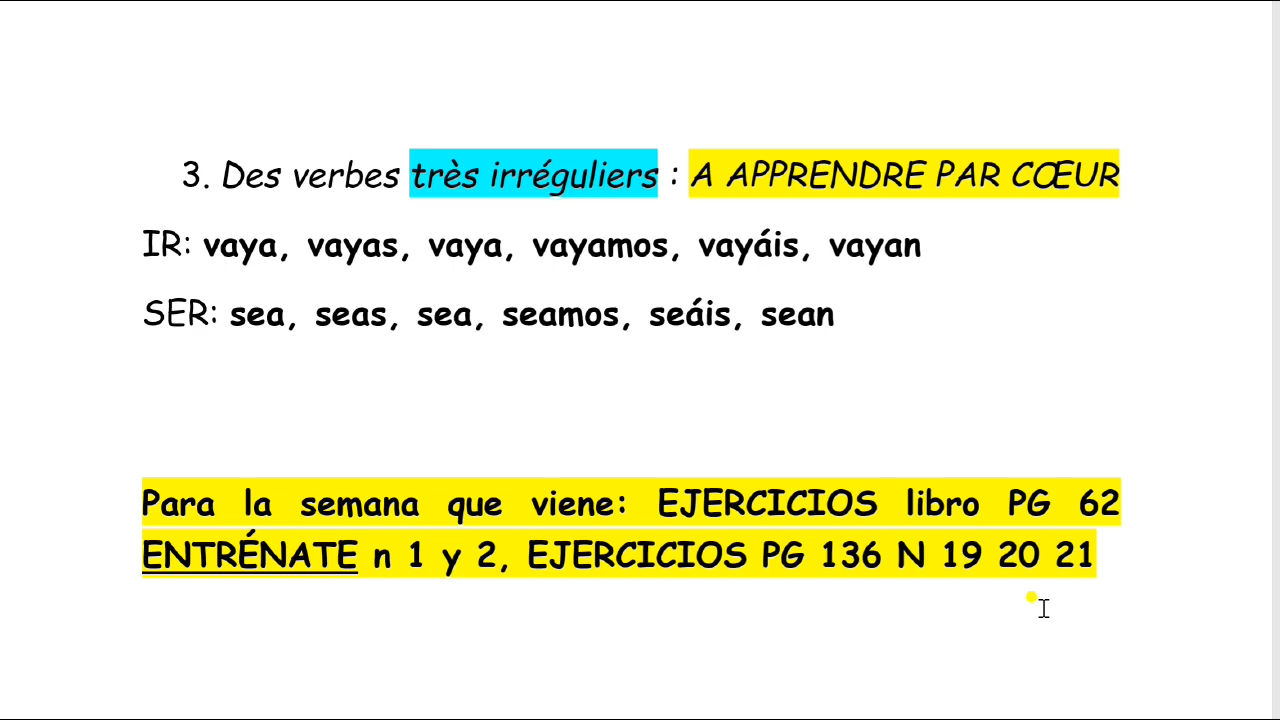 3. Des verbes très irréguliers : A APPRENDRE PAR CŒUR
IR: vaya, vayas, vaya, vayamos, vayáis, vayan
SER: sea, seas, sea, seamos, seáis, sean
Para la semana que viene: EJERCICIOS libro PG 62
ENTRÉNATE n 1 y 2, EJERCICIOS PG 136 N 19 20 21